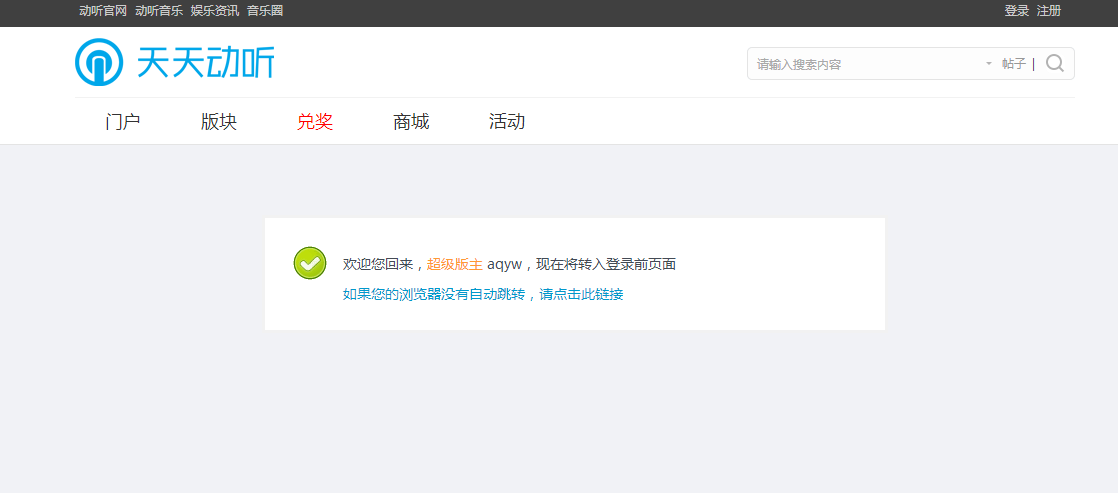 动听官网 动听音乐 娱乐资讯 音乐圈 登录 注册
天天动听
请输入搜索内容 帖子
门户 版块 兑奖 商城 活动
欢迎您回来，超级版主 aqyw，现在将转入登录前页面
如果您的浏览器没有自动跳转，请点击此链接